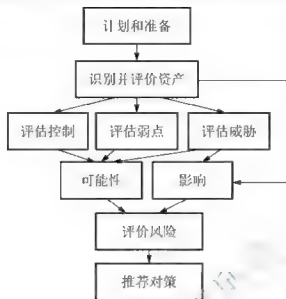 计划和准备
识别并评价资产
评估控制
评估弱点
评估威胁
可能性
影响
评价风险
推荐对策